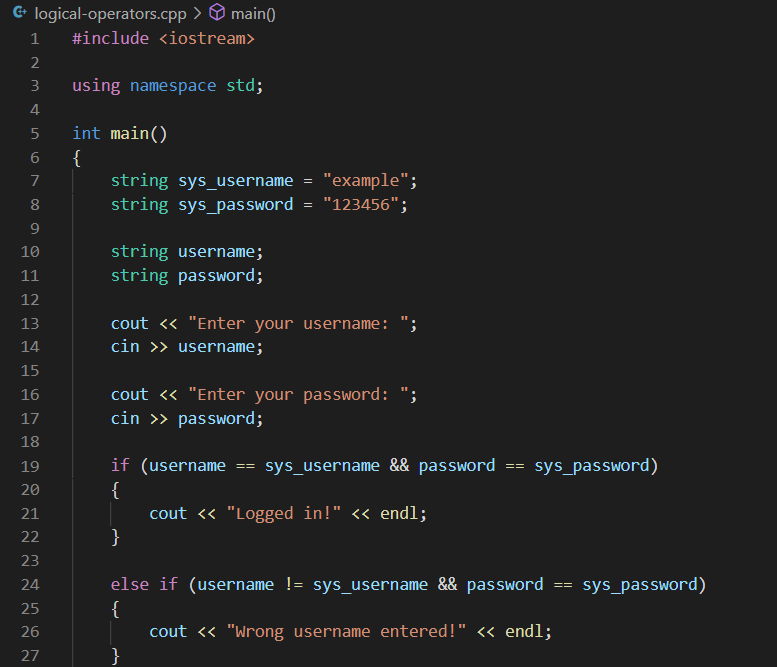 logical-operators.cpp > main()
1 #include <iostream>
2
3 using namespace std;
4
5 int main()
6 {
7 string sys_username = "example";
8 string sys_password = "123456";
9
10 string username;
11 string password;
12
13 cout << "Enter your username: ";
14 cin >> username;
15
16 cout << "Enter your password: ";
17 cin >> password;
18
19 if (username == sys_username && password == sys_password)
20 {
21 cout << "Logged in!" << endl;
22 }
23
24 else if (username != sys_username && password == sys_password)
25 {
26 cout << "Wrong username entered!" << endl;
27 }